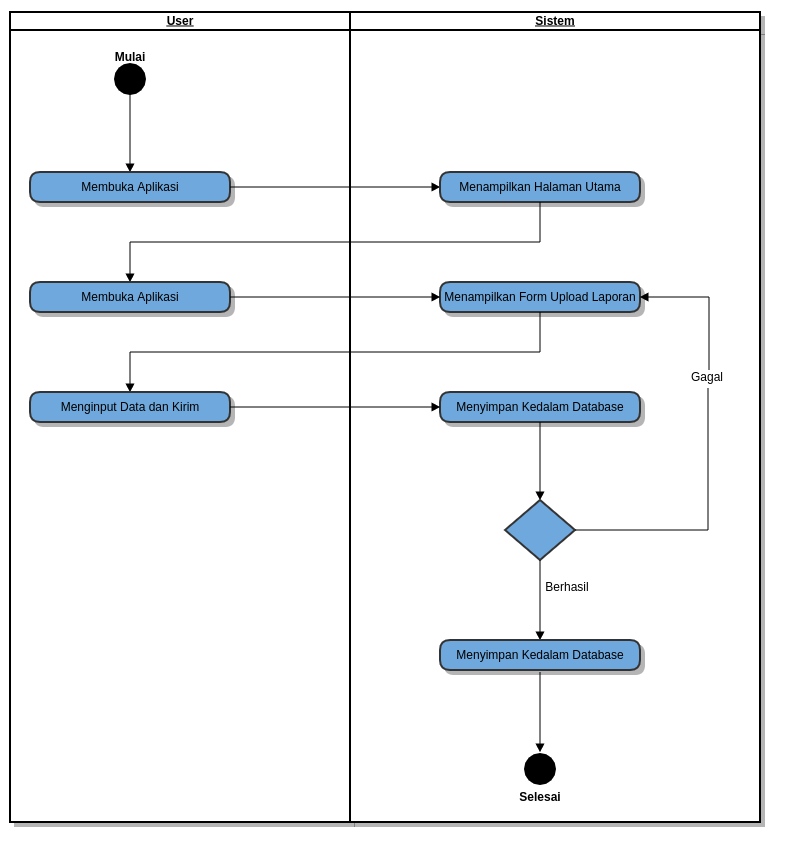 User
Sistem
Mulai
Membuka Aplikasi
Menampilkan Halaman Utama
Membuka Aplikasi
Menampilkan Form Upload Laporan
Gagal
Menginput Data dan Kirim
Menyimpan Kedalam Database
Berhasil
Menyimpan Kedalam Database
Selesai